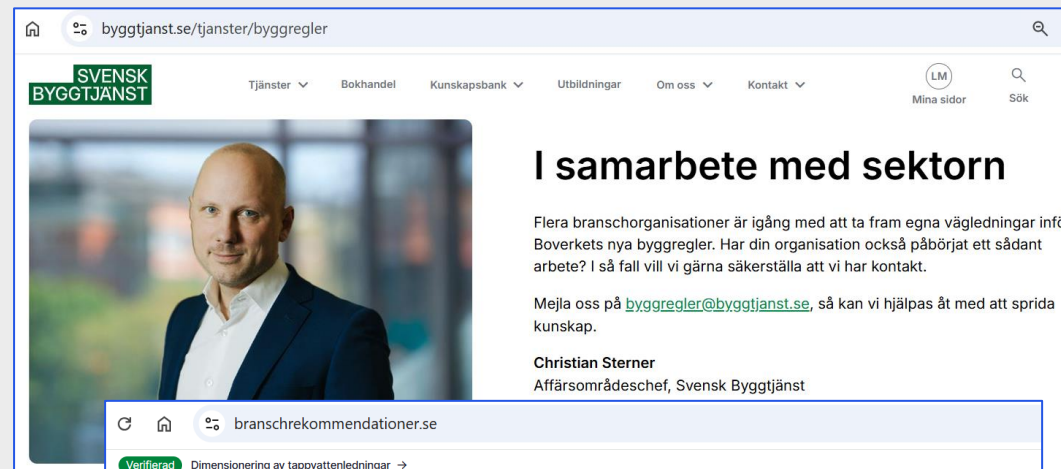 byggtjanst.se/tjanster/byggregler
SVENSK
BYGGTJÄNST
Tjänster
Bokhandel
Kunskapsbank
Utbildningar
Om oss
Kontakt
LM
Mina sidor
Sök
I samarbete med sektorn
Flera branschorganisationer är igång med att ta fram egna vägledningar
Boverkets nya byggregler. Har din organisation också påbörjat ett sådant
arbete? I så fall vill vi gärna säkerställa att vi har kontakt.
Mejla oss på byggregler@byggtjanst.se, så kan vi hjälpas åt med att sprida
kunskap.
Christian Sterner
Affärsområdeschef, Svensk Byggtjänst
branschrekommendationer.se
Verifierad Dimensionering av tappvattenledningar →